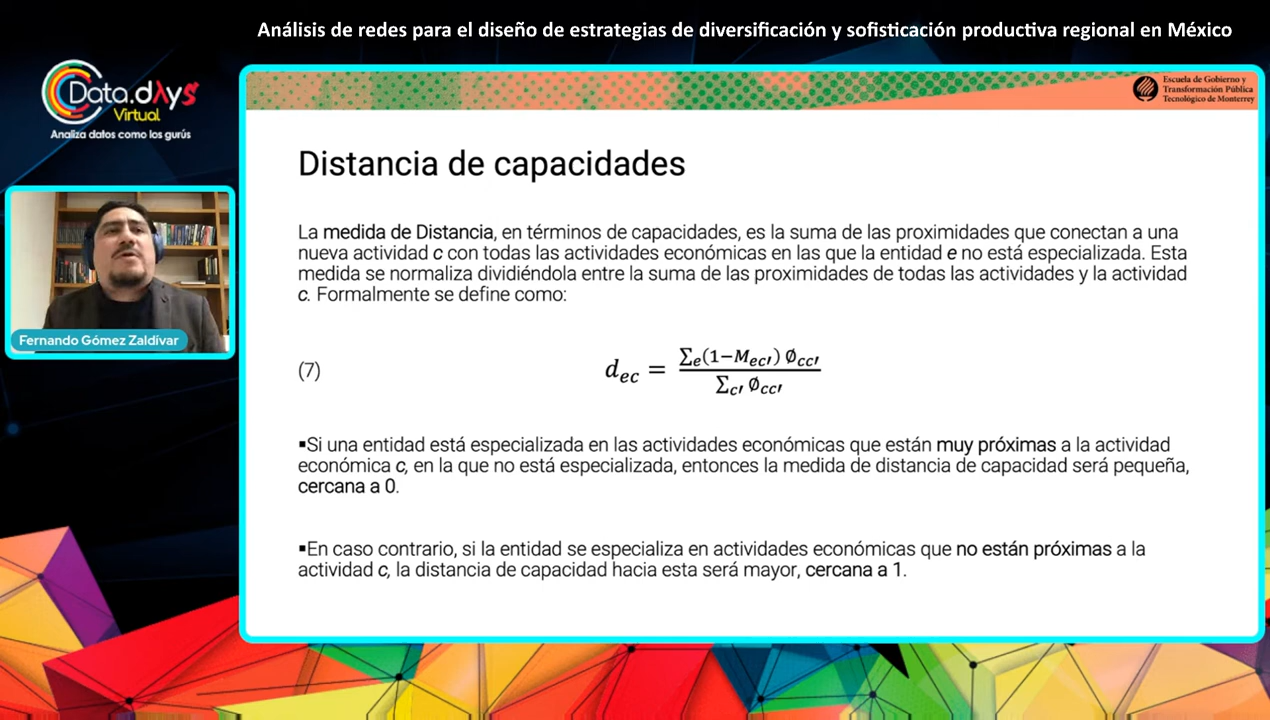 Análisis de redes para el diseño de estrategias de diversificación y sofisticación productiva regional en México
Data.dλys
Virtual
Analiza datos como los gurús
Escuela de Gobierno y
Transformación Pública
Tecnológico de Monterrey
Distancia de capacidades
La medida de Distancia, en términos de capacidades, es la suma de las proximidades que conectan a una
nueva actividad c con todas las actividades económicas en las que la entidad e no está especializada. Esta
medida se normaliza dividiéndola entre la suma de las proximidades de todas las actividades y la actividad
c. Formalmente se define como:
Fernando Gómez Zaldívar
(7) d_ec = ∑e(1−M_ec′) Ø_cc′ / ∑c′ Ø_cc′
▪Si una entidad está especializada en las actividades económicas que están muy próximas a la actividad
económica c, en la que no está especializada, entonces la medida de distancia de capacidad será pequeña,
cercana a 0.
▪En caso contrario, si la entidad se especializa en actividades económicas que no están próximas a la
actividad c, la distancia de capacidad hacia esta será mayor, cercana a 1.